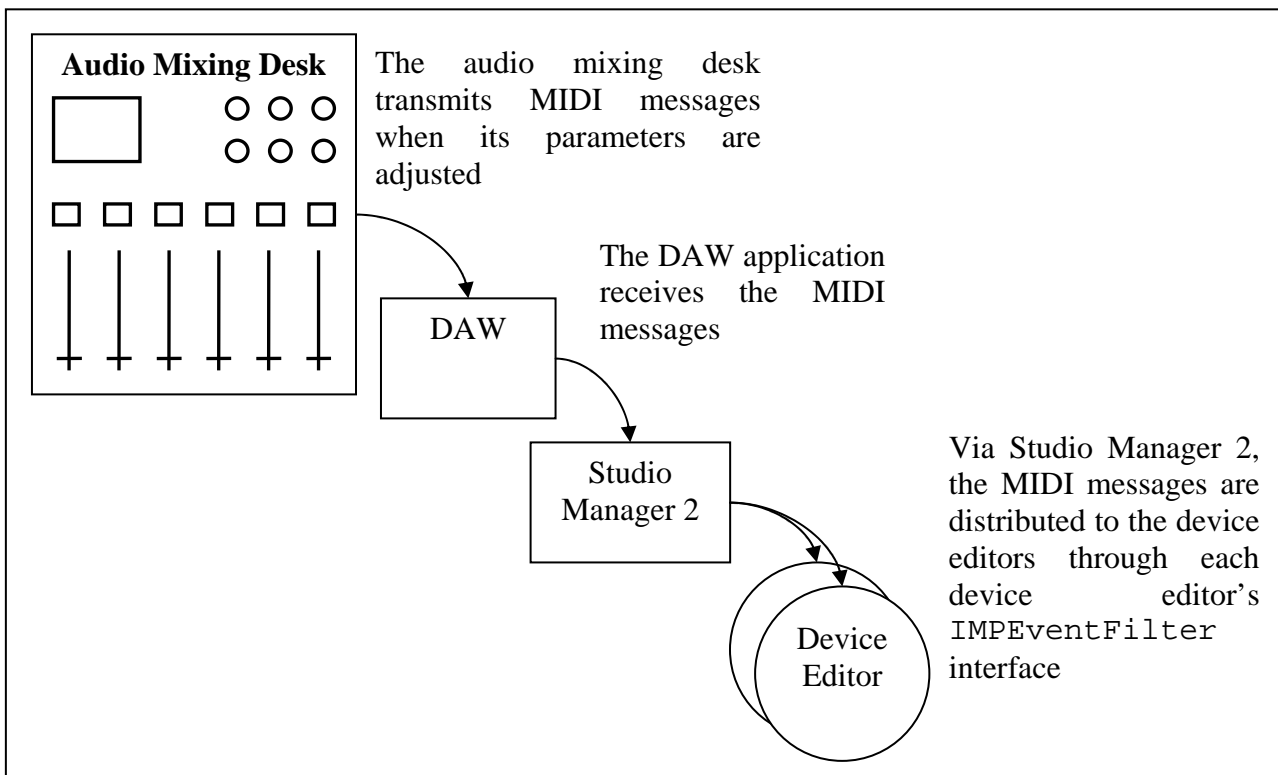 Audio Mixing Desk
The audio mixing desk
transmits MIDI messages
when its parameters are
adjusted
The DAW application
receives the MIDI
messages
DAW
Studio
Manager 2
Via Studio Manager 2,
the MIDI messages are
distributed to the device
editors through each
device editor’s
IMPEventFilter
interface
Device
Editor